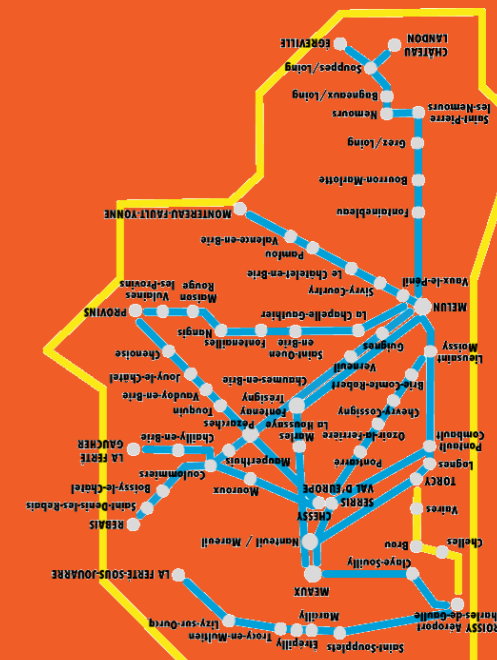 Saint-Soupplets
Marcilly
Étrépilly
Trocy-en-Multien
Lizy-sur-Ourcq
ROISSY Aéroport
Charles-de-Gaulle
LA FERTÉ-SOUS-JOUARRE
MEAUX
Claye-Souilly
Chelles
Brou
Nanteuil / Mareuil
REBAIS
Vaires
CHESSY
Saint-Denis-lès-Rebais
SERRIS
VAL D'EUROPE
Boissy-le-Châtel
TORCY
Mouroux
Lognes
Coulommiers
Pontcarré
Mauperthuis
LA FERTÉ
GAUCHER
Chailly-en-Brie
Pontault
Combault
Ozoir-la-Ferrière
Marles
La Houssaye
Fontenay
Trésigny
Pézarches
Chevry-Cossigny
Touquin
Vaudoy-en-Brie
Brie-Comte-Robert
Chaumes-en-Brie
Jouy-le-Châtel
Verneuil
Lieusaint
Moissy
Chenoise
Guignes
Saint-Ouen
en-Brie
Fontenailles
Nangis
La Chapelle-Gauthier
PROVINS
Vulaines
lès-Provins
Maison
Rouge
MELUN
Vaux-le-Pénil
Sivry-Courtry
Le Châtelet-en-Brie
Pamfou
Valence-en-Brie
MONTEREAU-FAULT-YONNE
Fontainebleau
Bourron-Marlotte
Grez/Loing
Saint-Pierre
les-Nemours
Nemours
Bagneaux/Loing
Souppes/Loing
CHÂTEAU
LANDON
ÉGREVILLE